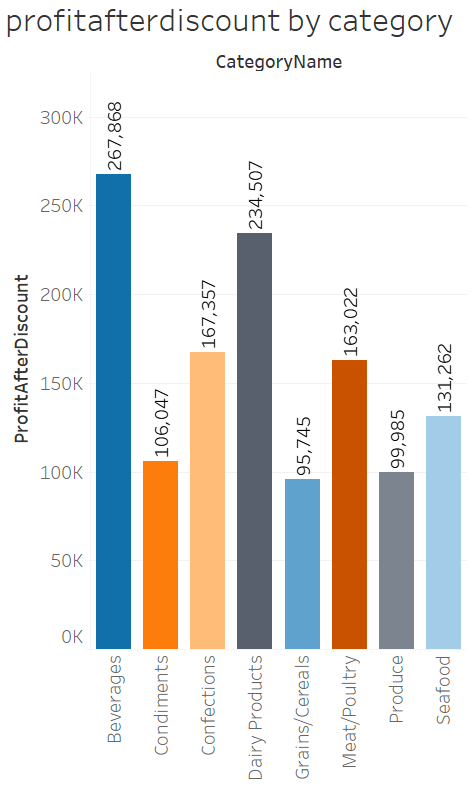 profitafterdiscount by category
CategoryName
ProfitAfterDiscount
300K
250K
200K
150K
100K
50K
0K
267,868
106,047
167,357
234,507
95,745
163,022
99,985
131,262
Beverages
Condiments
Confections
Dairy Products
Grains/Cereals
Meat/Poultry
Produce
Seafood